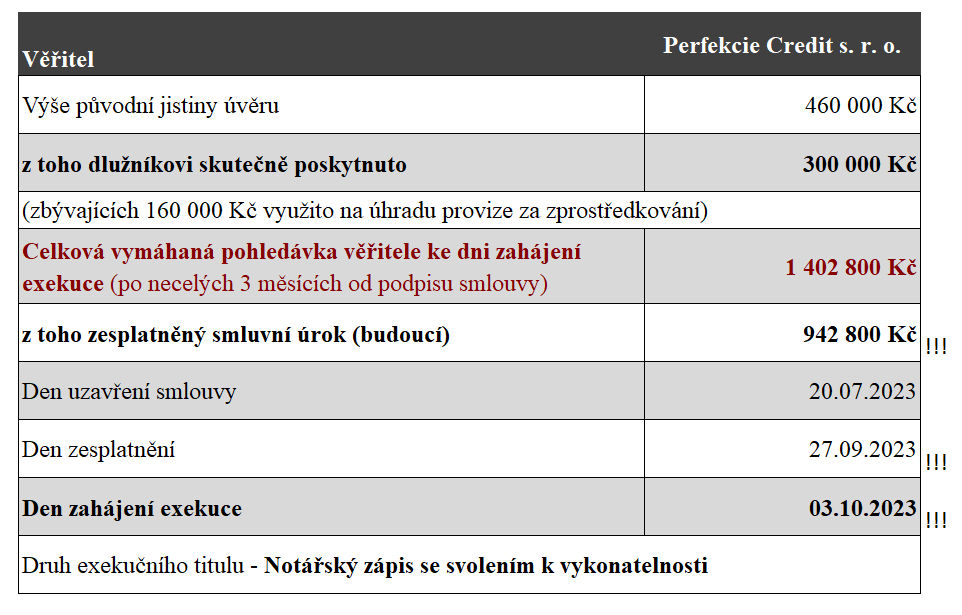 Věřitel Perfekcie Credit s. r. o.
Výše původní jistiny úvěru 460 000 Kč
z toho dlužníkovi skutečně poskytnuto 300 000 Kč
(zbývajících 160 000 Kč využito na úhradu provize za zprostředkování)
Celková vymáhaná pohledávka věřitele ke dni zahájení
exekuce (po necelých 3 měsících od podpisu smlouvy) 1 402 800 Kč
z toho zesplatněný smluvní úrok (budoucí) 942 800 Kč !!!
Den uzavření smlouvy 20.07.2023
Den zesplatnění 27.09.2023 !!!
Den zahájení exekuce 03.10.2023 !!!
Druh exekučního titulu - Notářský zápis se svolením k vykonatelnosti